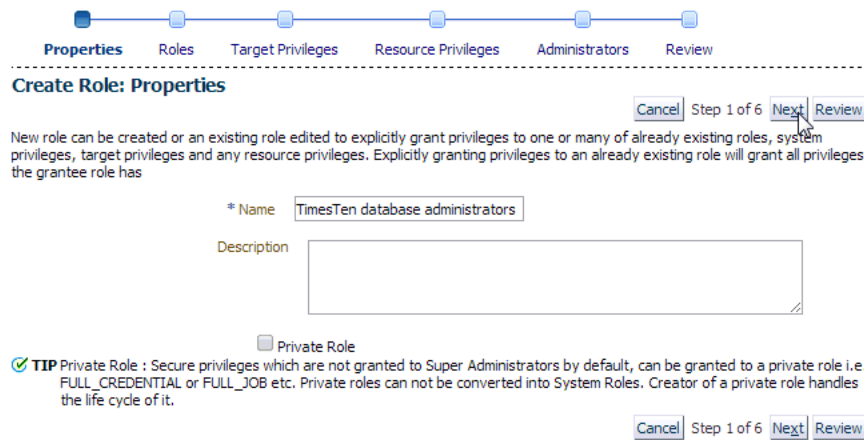 Properties Roles Target Privileges Resource Privileges Administrators Review
Create Role: Properties
Cancel Step 1 of 6 Next Review
New role can be created or an existing role edited to explicitly grant privileges to one or many of already existing roles, system
privileges, target privileges and any resource privileges. Explicitly granting privileges to an already existing role will grant all privileges
the grantee role has
* Name TimesTen database administrators
Description
Private Role
TIP Private Role : Secure privileges which are not granted to Super Administrators by default, can be granted to a private role i.e
FULL_CREDENTIAL or FULL_JOB etc. Private roles can not be converted into System Roles. Creator of a private role handles
the life cycle of it.
Cancel Step 1 of 6 Next Review